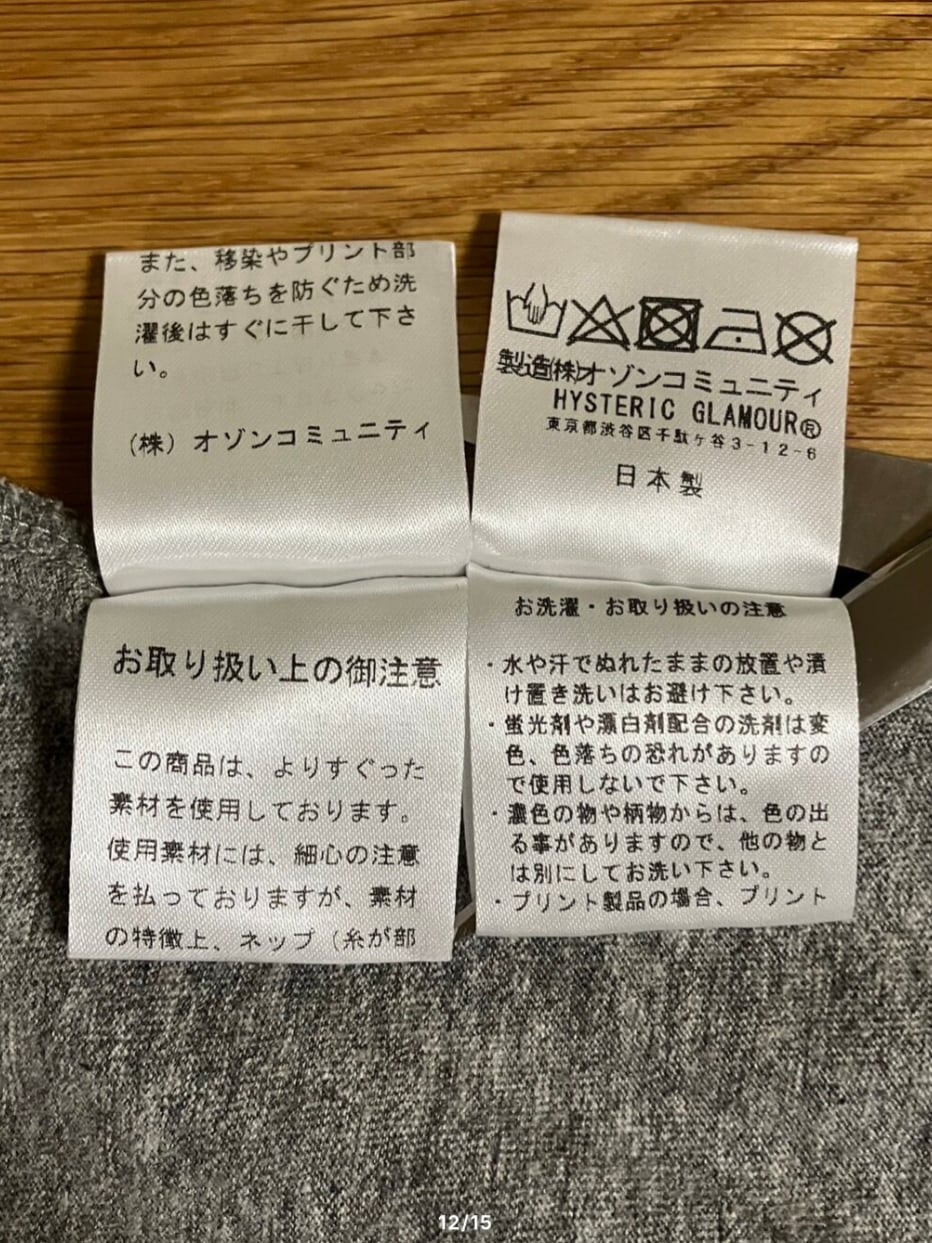 また、移染やプリント部
分の色落ちを防ぐため洗
濯後はすぐに干して下さ
い。
(株) オゾンコミュニティ
製造(株)オゾンコミュニティ
HYSTERIC GLAMOUR®
東京都渋谷区千駄ヶ谷3-12-6
日本製
お取り扱い上の御注意
この商品は、よりすぐった
素材を使用しております。
使用素材には、細心の注意
を払っておりますが、素材
の特徴上、ネップ（糸が部
お洗濯・お取り扱いの注意
・水や汗でぬれたままの放置や漬
け置き洗いはお避け下さい。
・蛍光剤や漂白剤配合の洗剤は変
色、色落ちの恐れがありますの
で使用しないで下さい。
・濃色の物や柄物からは、色の出
る事がありますので、他の物と
は別にしてお洗い下さい。
・プリント製品の場合、プリント
12/15